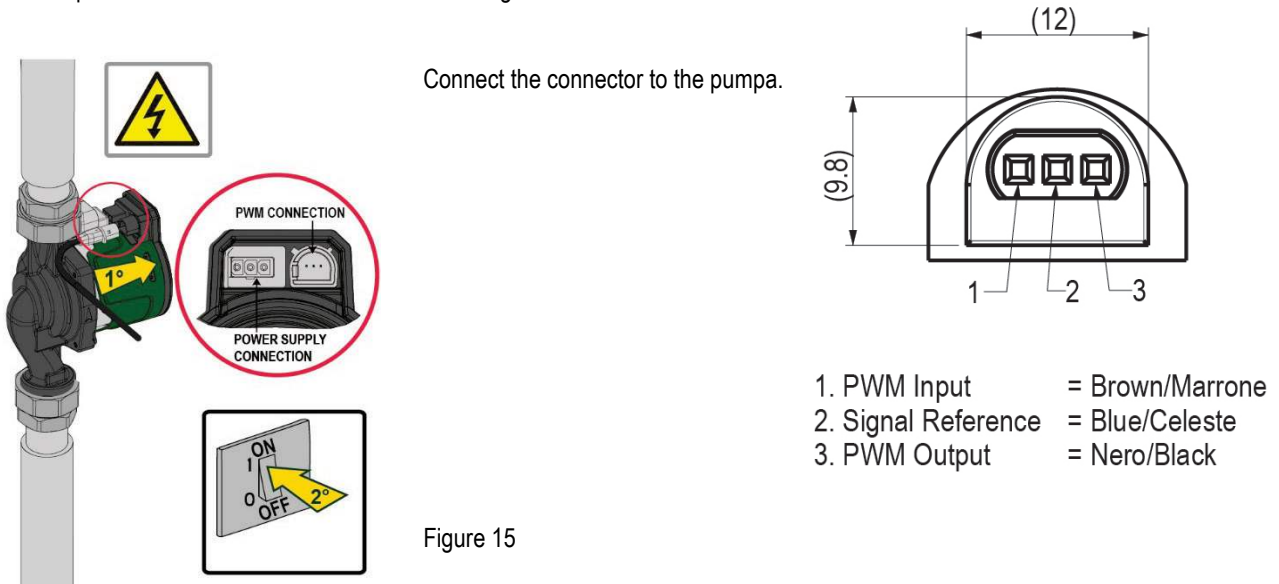 Connect the connector to the pumpa.
PWM CONNECTION
POWER SUPPLY
CONNECTION
1°
ON
1
0
OFF
2°
Figure 15
(12)
(9.8)
1
2
3
1. PWM Input = Brown/Marrone
2. Signal Reference = Blue/Celeste
3. PWM Output = Nero/Black